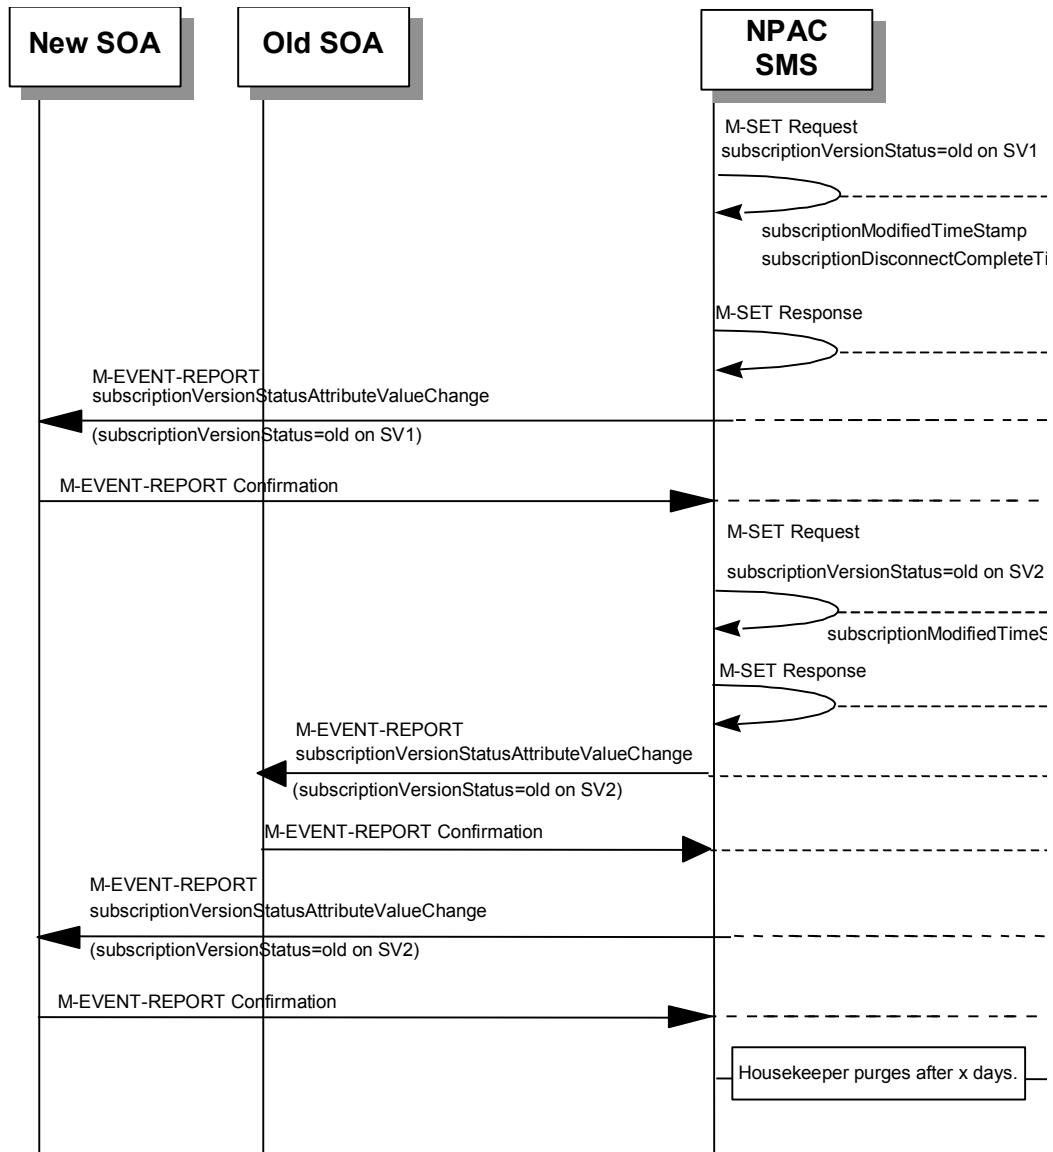 New SOA
Old SOA
NPAC
SMS
M-SET Request
subscriptionVersionStatus=old on SV1
subscriptionModifiedTimeStamp
subscriptionDisconnectCompleteTi
M-SET Response
M-EVENT-REPORT
subscriptionVersionStatusAttributeValueChange
(subscriptionVersionStatus=old on SV1)
M-EVENT-REPORT Confirmation
M-SET Request
subscriptionVersionStatus=old on SV2
subscriptionModifiedTimeS
M-SET Response
M-EVENT-REPORT
subscriptionVersionStatusAttributeValueChange
(subscriptionVersionStatus=old on SV2)
M-EVENT-REPORT Confirmation
M-EVENT-REPORT
subscriptionVersionStatusAttributeValueChange
(subscriptionVersionStatus=old on SV2)
M-EVENT-REPORT Confirmation
Housekeeper purges after x days.